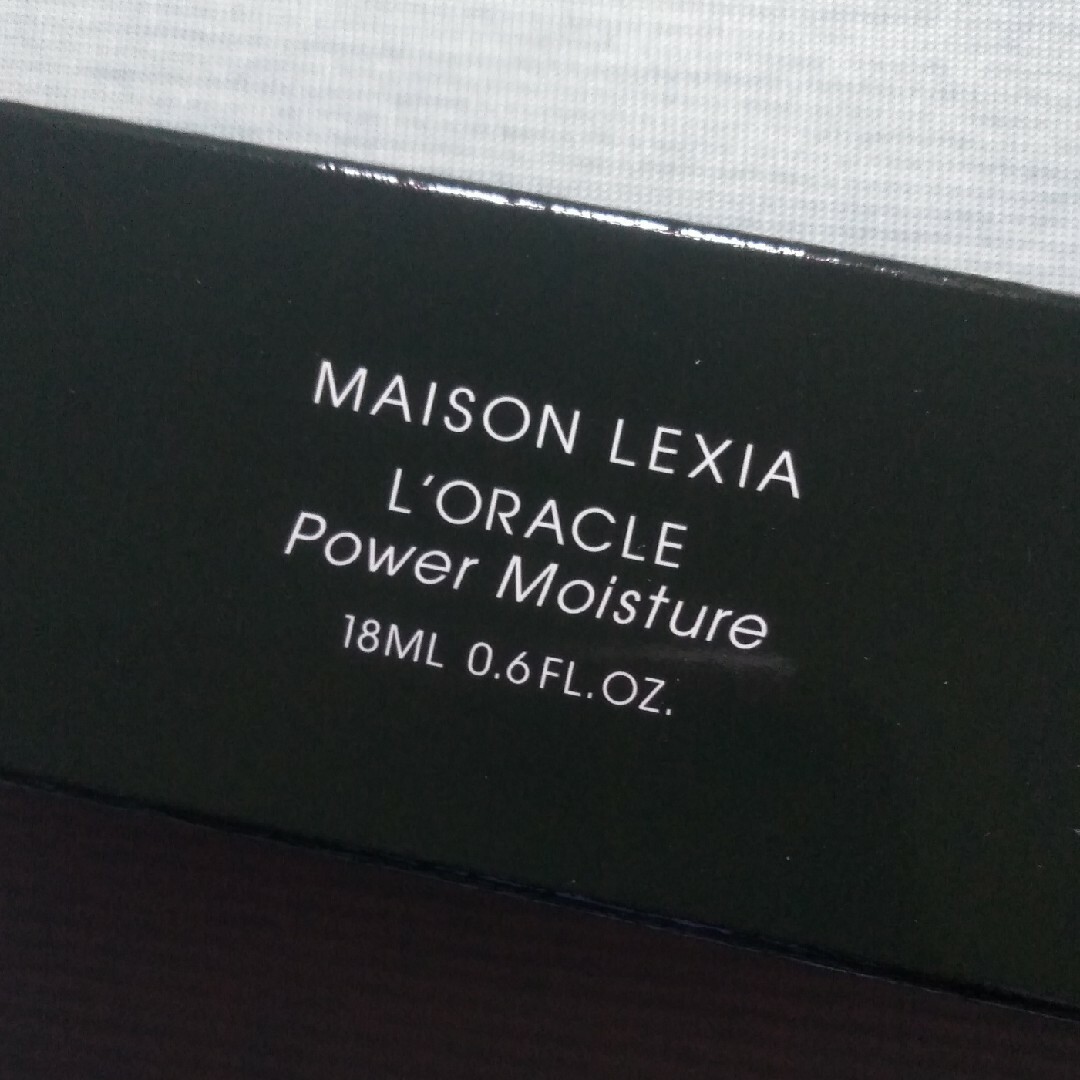 MAISON LEXIA
L'ORACLE
Power Moisture
18ML 0.6FL.OZ.